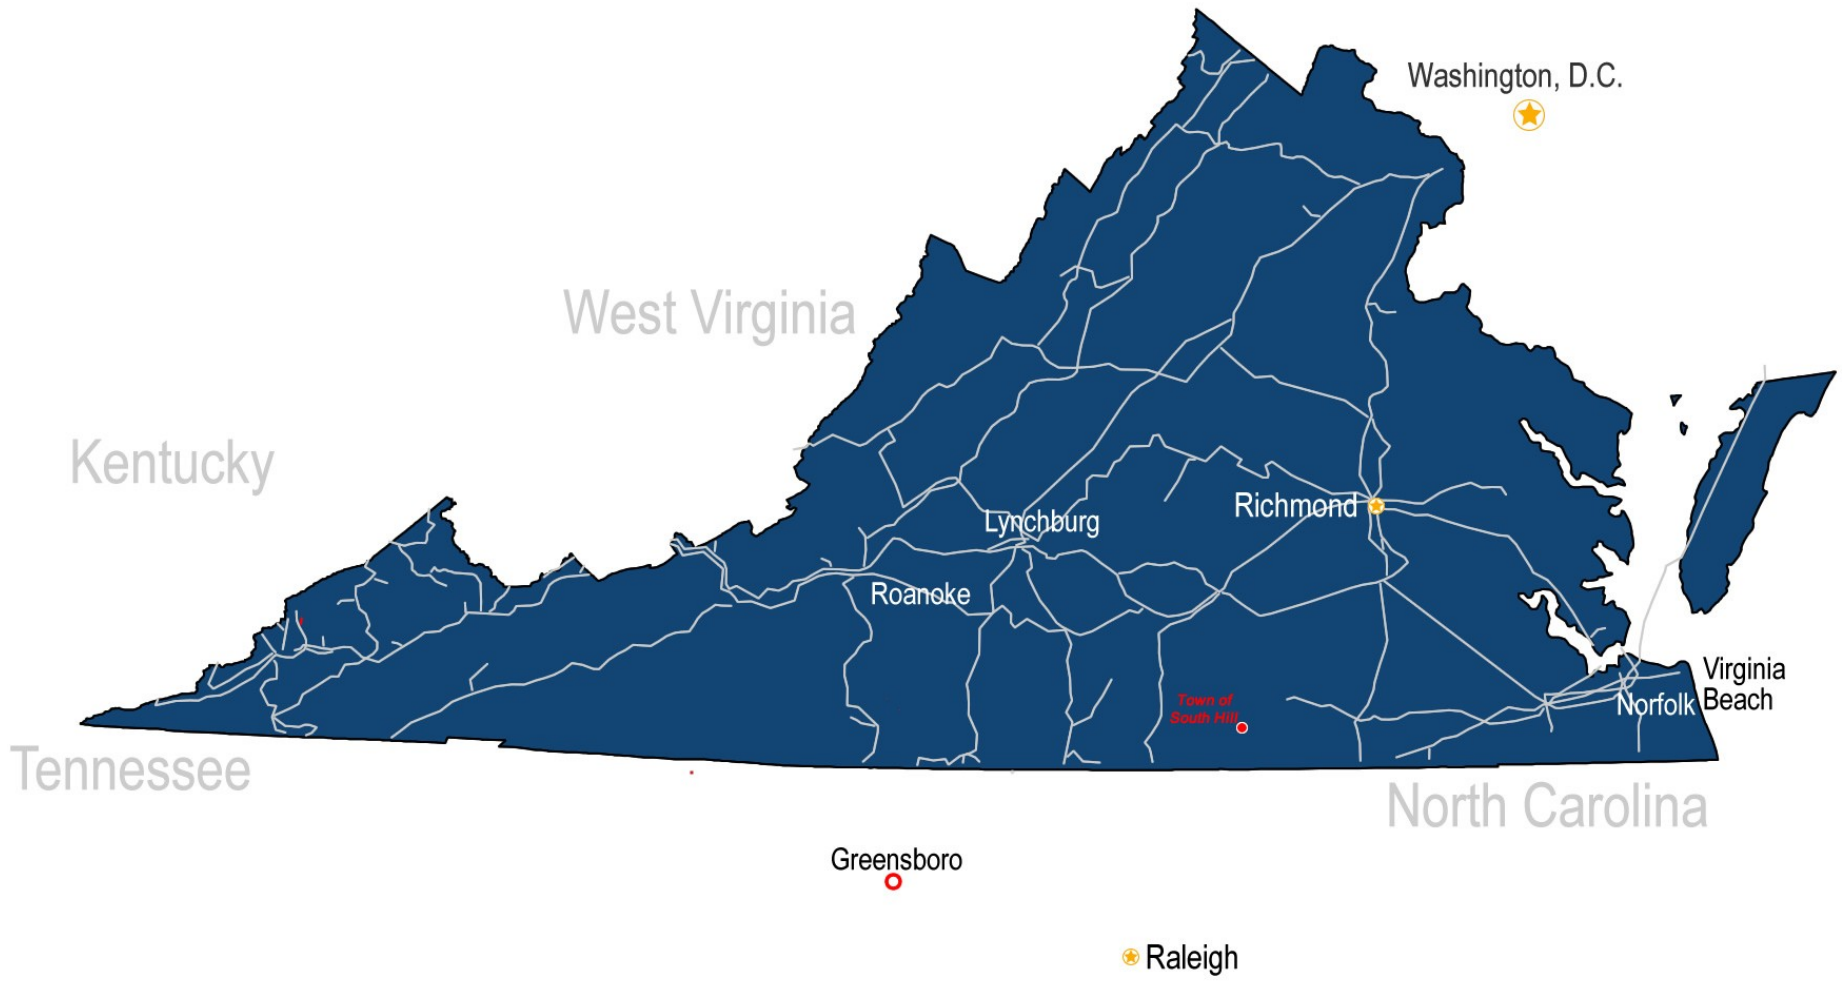 Washington, D.C.
West Virginia
Kentucky
Richmond
Lynchburg
Roanoke
Virginia
Beach
Town of
South Hill
Norfolk
Tennessee
North Carolina
Greensboro
Raleigh